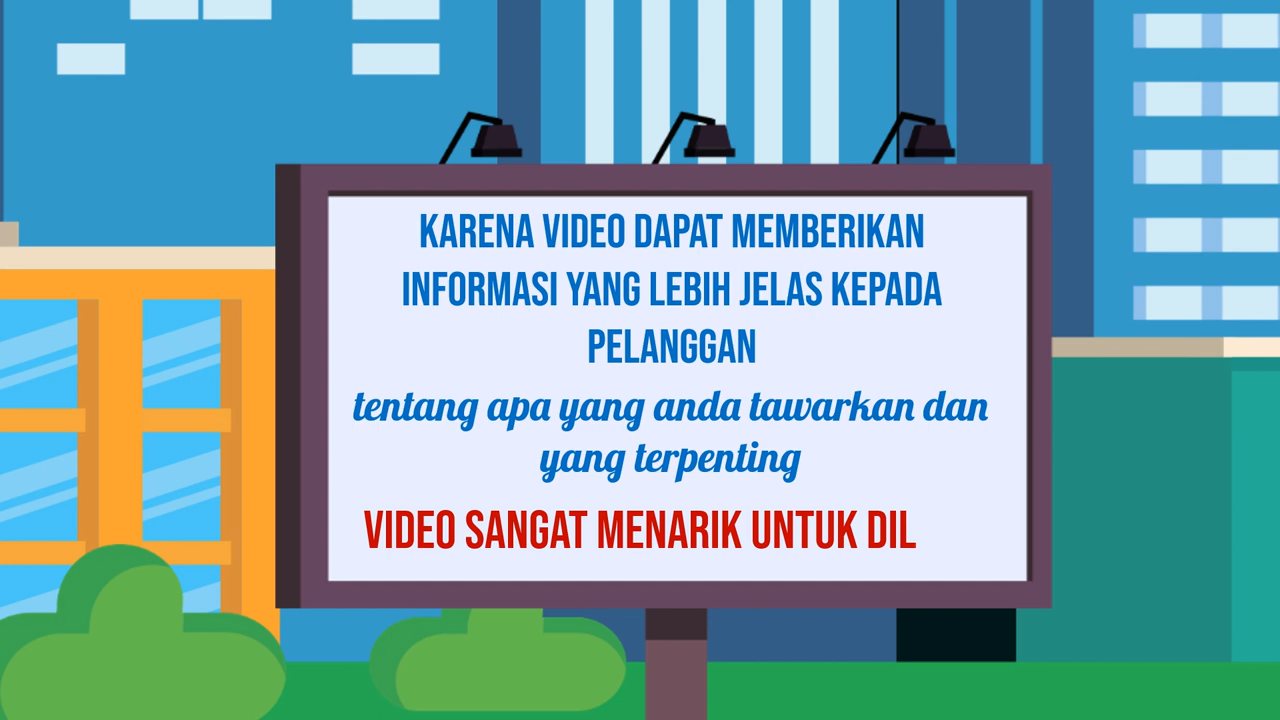 KARENA VIDEO DAPAT MEMBERIKAN
INFORMASI YANG LEBIH JELAS KEPADA
PELANGGAN
tentang apa yang anda tawarkan dan
yang terpenting
VIDEO SANGAT MENARIK UNTUK DIL